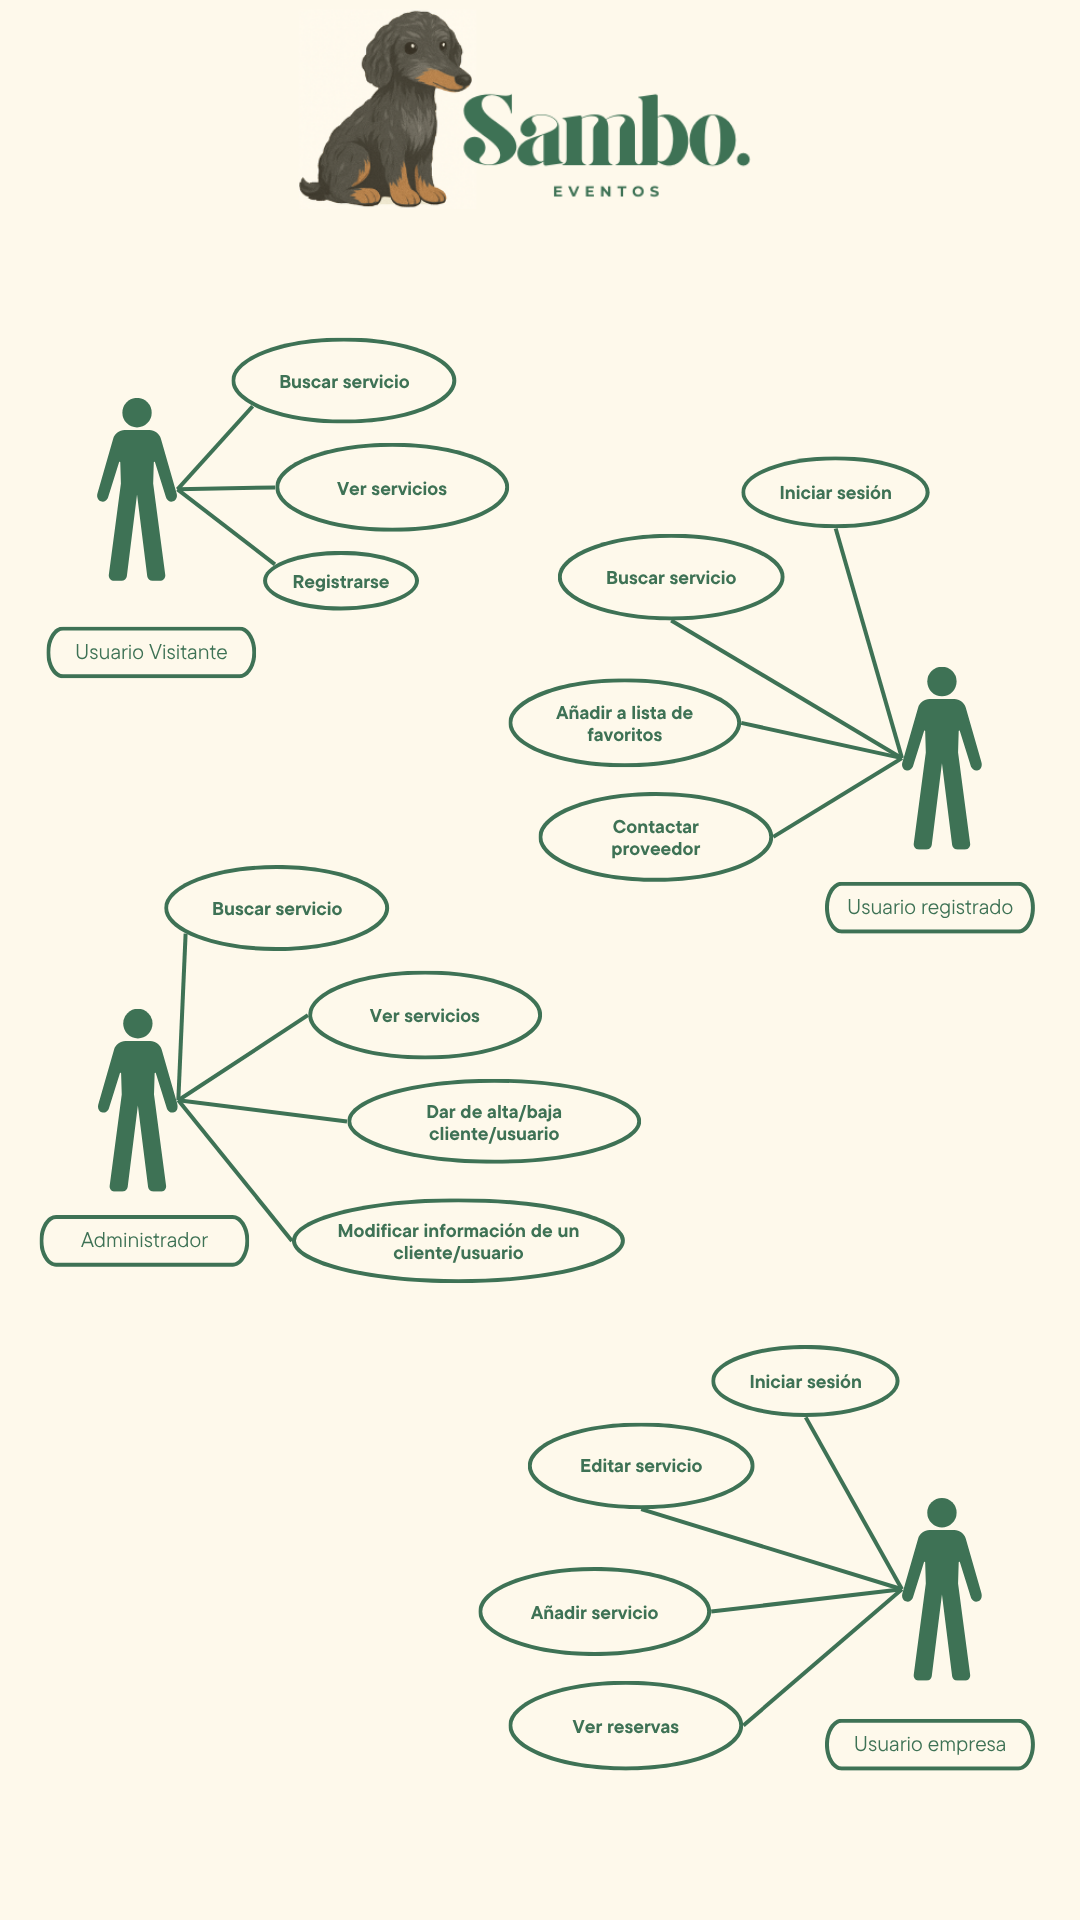 Sambo.
EVENTOS
Buscar servicio
Ver servicios
Registrarse
Usuario Visitante
Iniciar sesión
Buscar servicio
Añadir a lista de
favoritos
Contactar
proveedor
Usuario registrado
Buscar servicio
Ver servicios
Dar de alta/baja
cliente/usuario
Modificar información de un
cliente/usuario
Administrador
Iniciar sesión
Editar servicio
Añadir servicio
Ver reservas
Usuario empresa